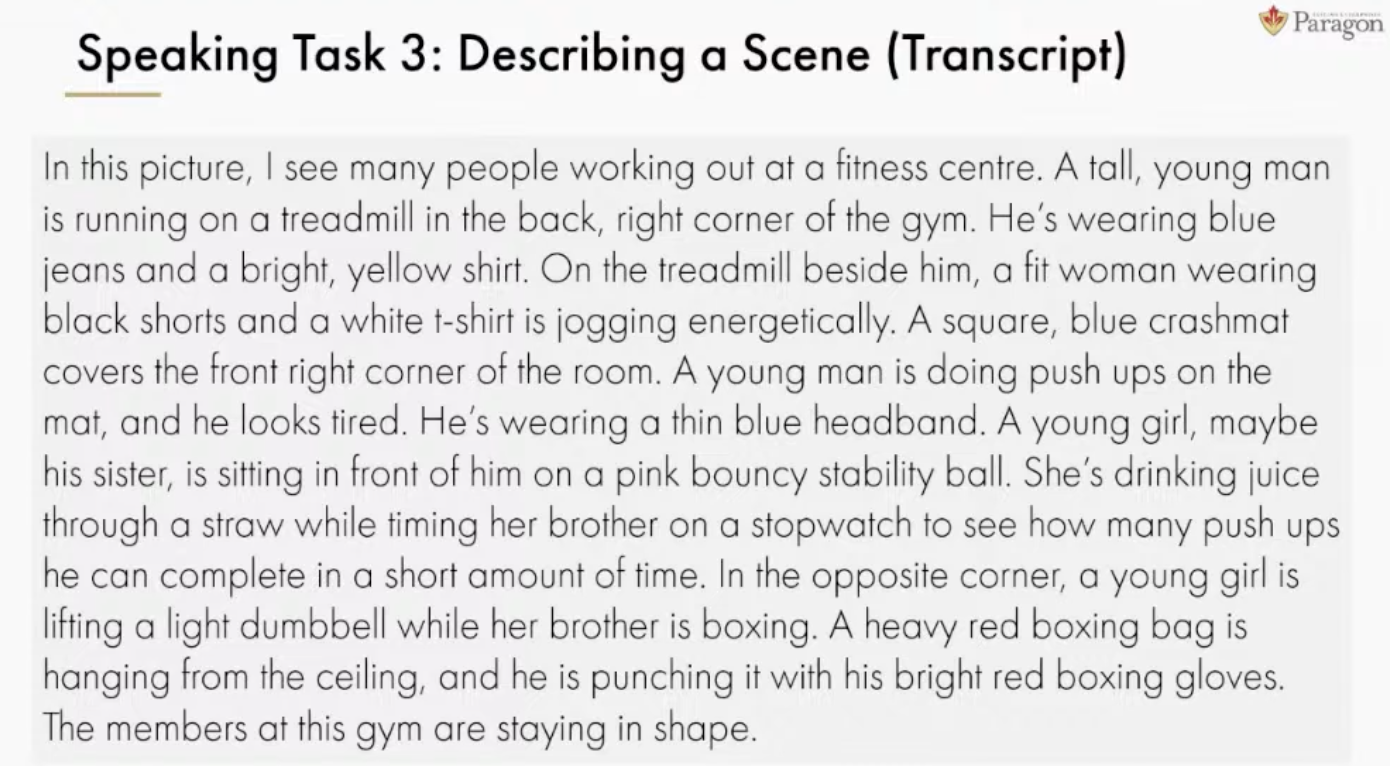 Paragon
Speaking Task 3: Describing a Scene (Transcript)
In this picture, I see many people working out at a fitness centre. A tall, young man
is running on a treadmill in the back, right corner of the gym. He's wearing blue
jeans and a bright, yellow shirt. On the treadmill beside him, a fit woman wearing
black shorts and a white t-shirt is jogging energetically. A square, blue crashmat
covers the front right corner of the room. A young man is doing push ups on the
mat, and he looks tired. He's wearing a thin blue headband. A young girl, maybe
his sister, is sitting in front of him on a pink bouncy stability ball. She's drinking juice
through a straw while timing her brother on a stopwatch to see how many push ups
he can complete in a short amount of time. In the opposite corner, a young girl is
lifting a light dumbbell while her brother is boxing. A heavy red boxing bag is
hanging from the ceiling, and he is punching it with his bright red boxing gloves.
The members at this gym are staying in shape.